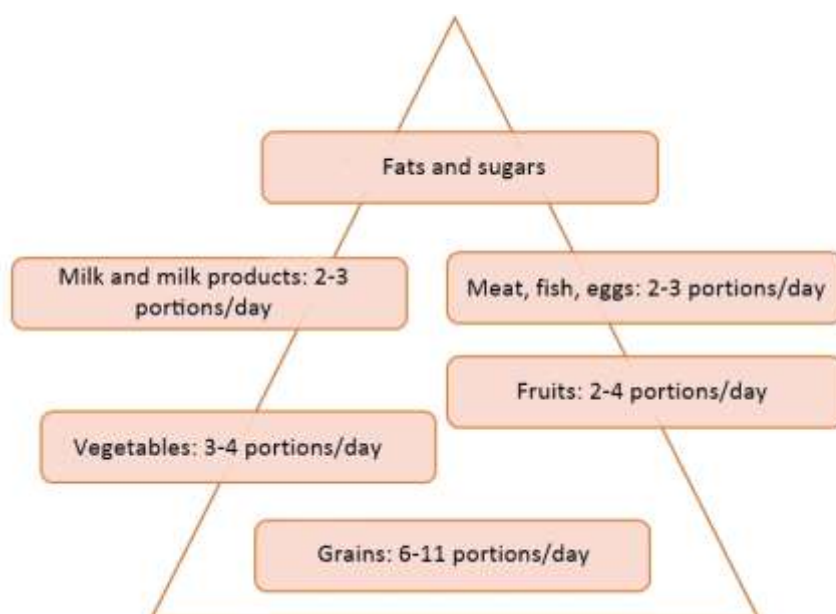 Fats and sugars
Milk and milk products: 2-3
portions/day
Meat, fish, eggs: 2-3 portions/day
Fruits: 2-4 portions/day
Vegetables: 3-4 portions/day
Grains: 6-11 portions/day